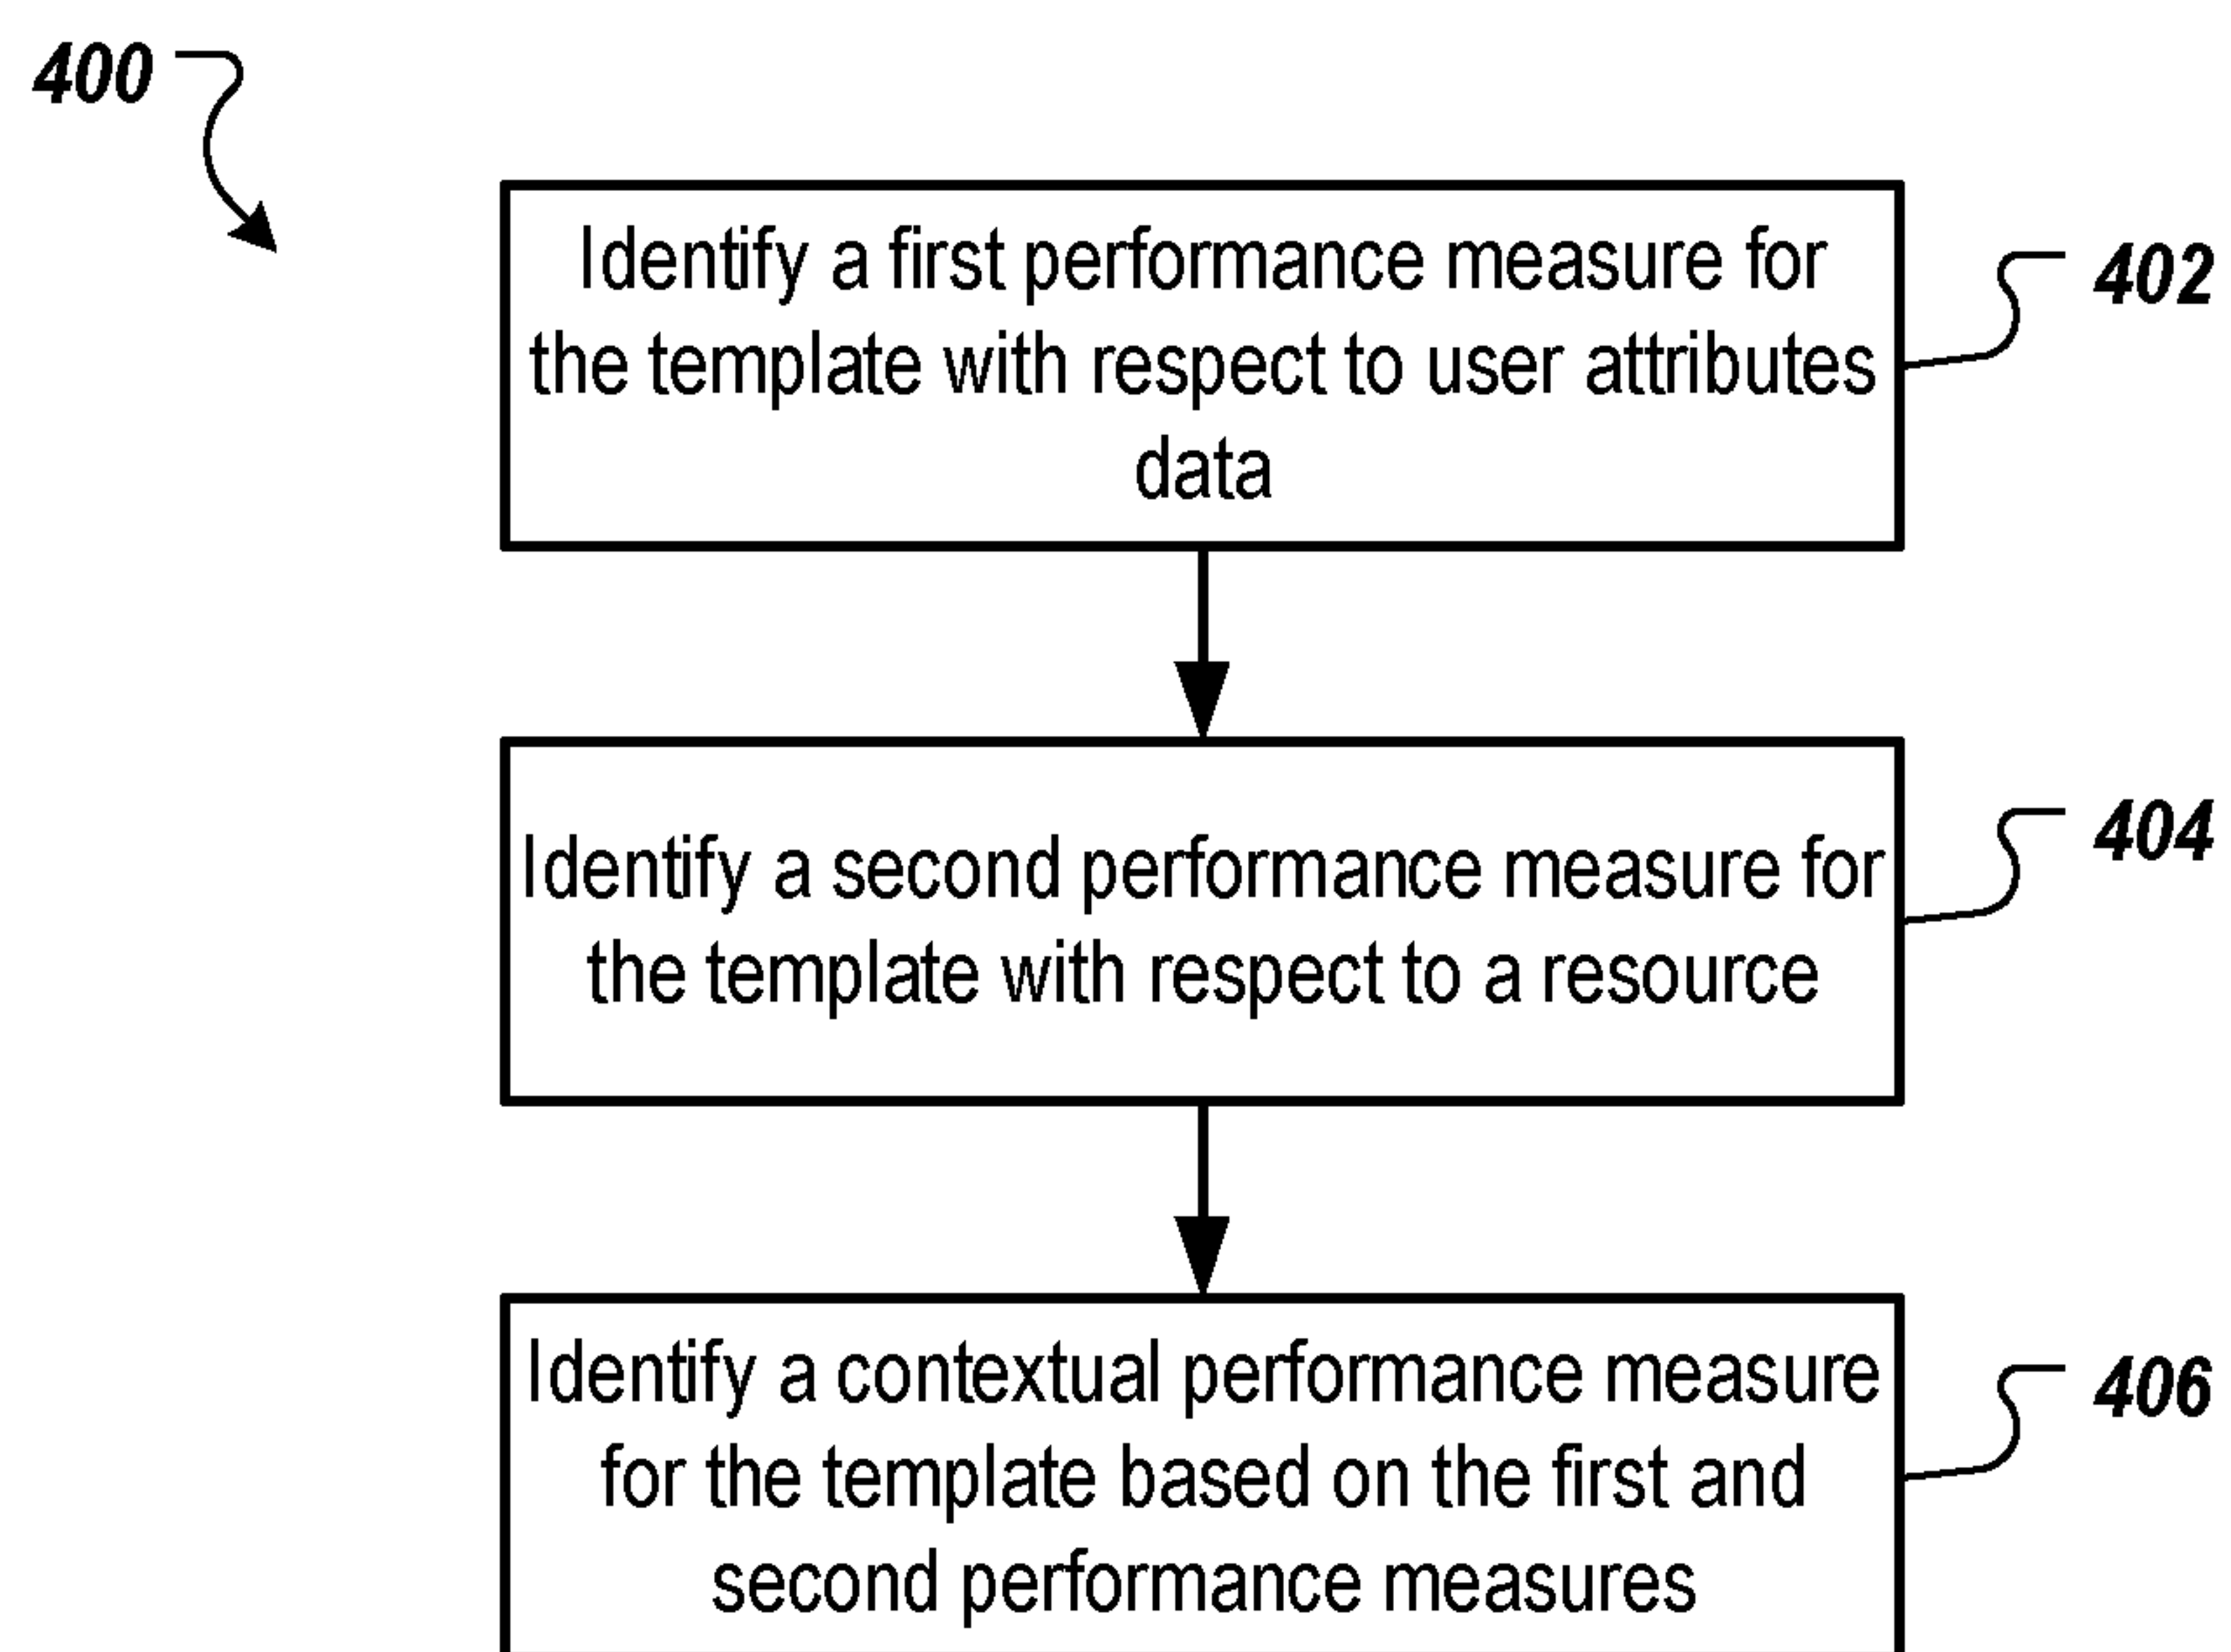 400
Identify a first performance measure for
the template with respect to user attributes
data
402
Identify a second performance measure for
the template with respect to a resource
404
Identify a contextual performance measure
for the template based on the first and
second performance measures
406